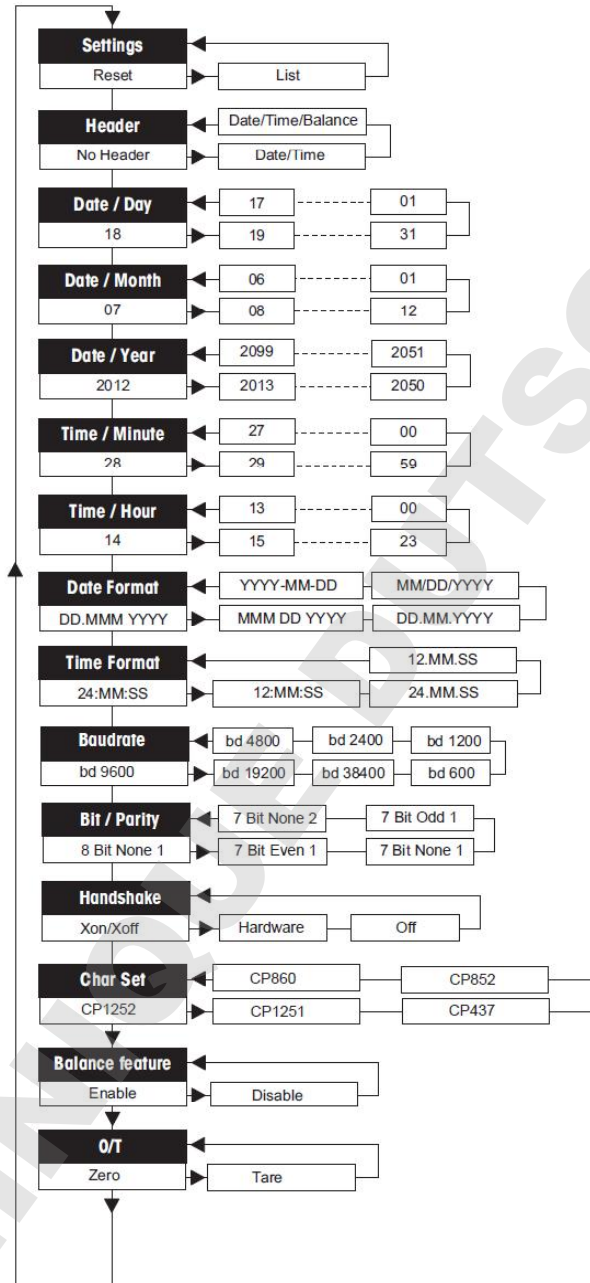 Settings
Reset List
Header Date/Time/Balance
No Header Date/Time
Date / Day 17 01
18 19 31
Date / Month 06 01
07 08 12
Date / Year 2099 2051
2012 2013 2050
Time / Minute 27 00
28 29 59
Time / Hour 13 00
14 15 23
Date Format YYYY-MM-DD MM/DD/YYYY
DD.MMM YYYY MMM DD YYYY DD.MM.YYYY
Time Format 12.MM.SS
24:MM:SS 12:MM:SS 24.MM.SS
Baudrate bd 4800 bd 2400 bd 1200
bd 9600 bd 19200 bd 38400 bd 600
Bit / Parity 7 Bit None 2 7 Bit Odd 1
8 Bit None 1 7 Bit Even 1 7 Bit None 1
Handshake
Xon/Xoff Hardware Off
Char Set CP860 CP852
CP1252 CP1251 CP437
Balance feature
Enable Disable
O/T
Zero Tare